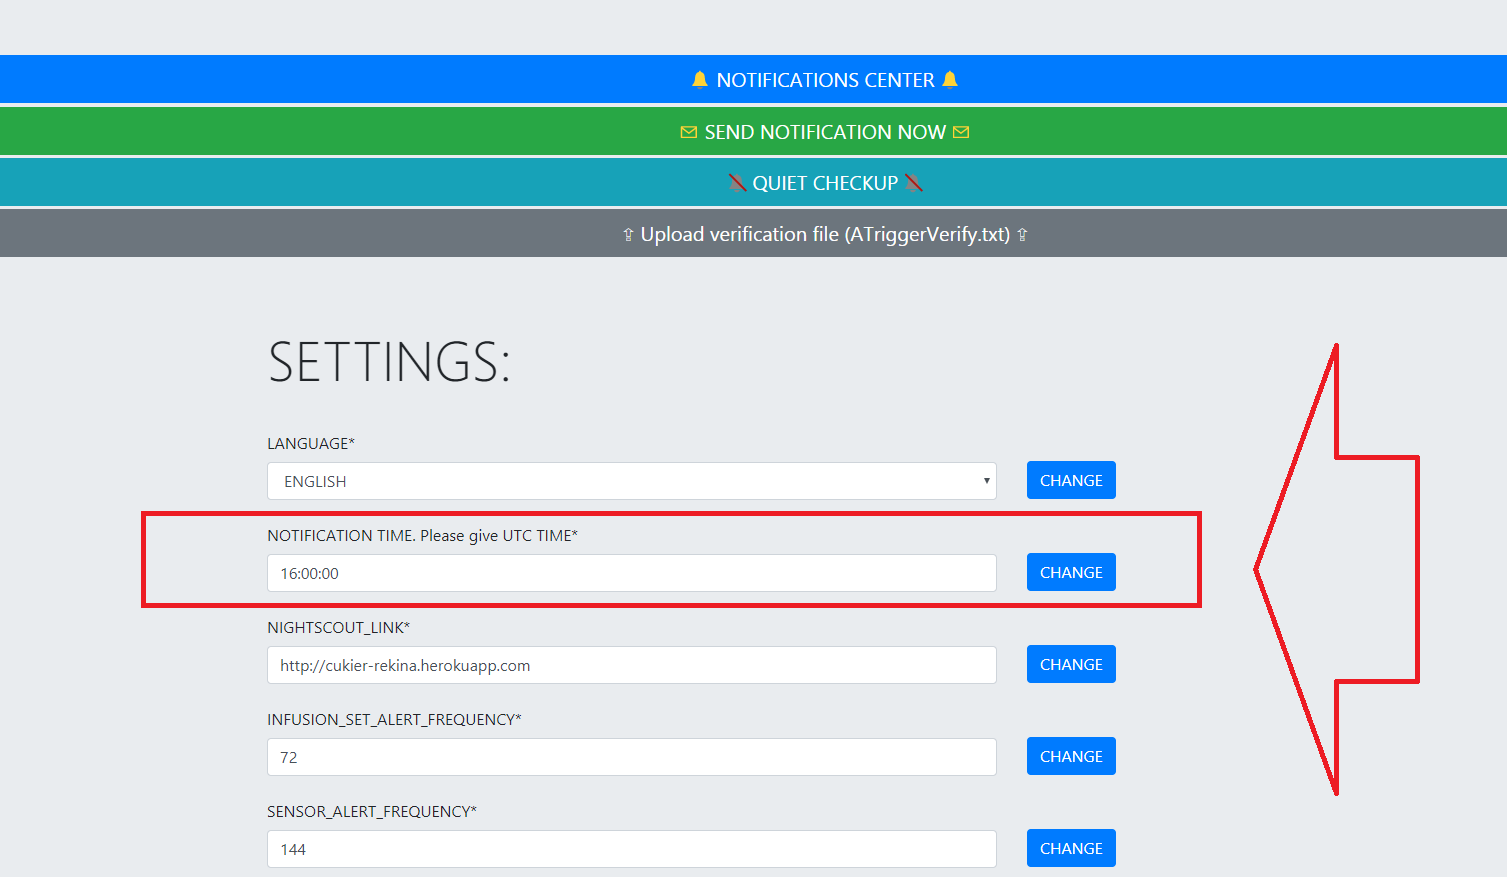 🔔 NOTIFICATIONS CENTER 🔔
✉ SEND NOTIFICATION NOW ✉
🔕 QUIET CHECKUP 🔕
⇪ Upload verification file (ATriggerVerify.txt) ⇪
SETTINGS:
LANGUAGE*
ENGLISH
CHANGE
NOTIFICATION TIME. Please give UTC TIME*
16:00:00
CHANGE
NIGHTSCOUT_LINK*
http://cukier-rekina.herokuapp.com
CHANGE
INFUSION_SET_ALERT_FREQUENCY*
72
CHANGE
SENSOR_ALERT_FREQUENCY*
144
CHANGE